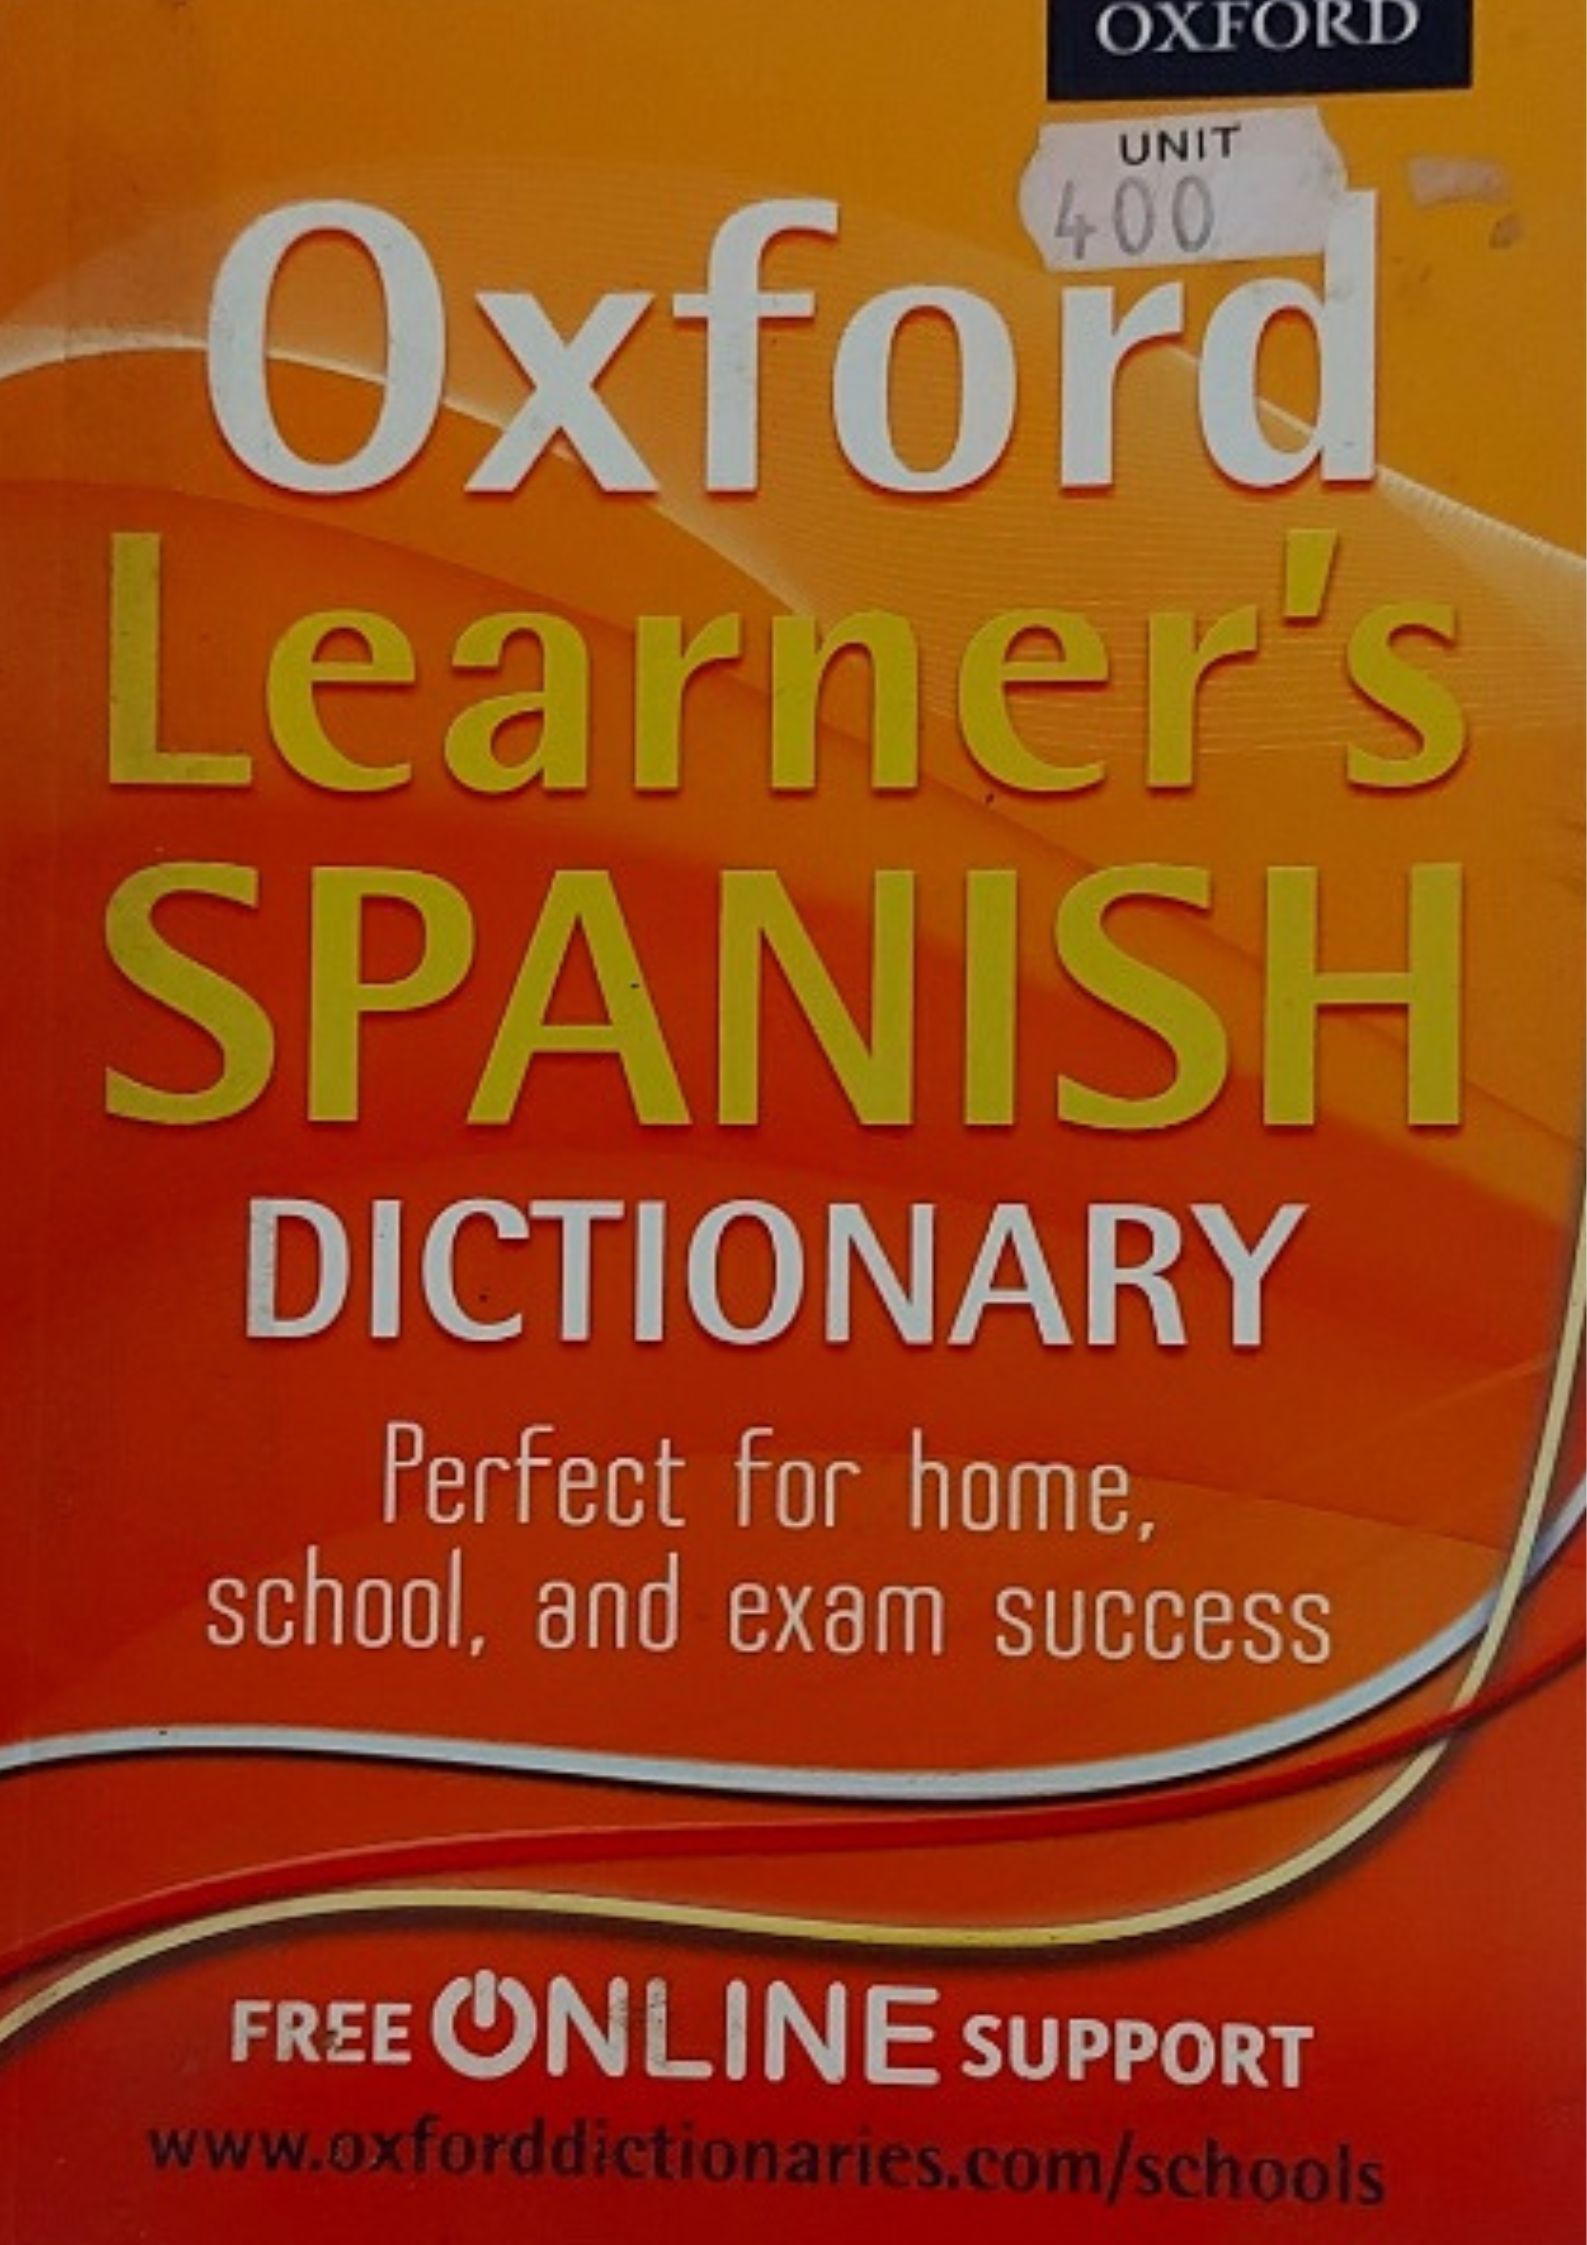 OXFORD
UNIT
400
Oxford
Learner's
SPANISH
DICTIONARY
Perfect for home,
school, and exam success
FREE ONLINE SUPPORT
www.oxforddictionaries.com/schools